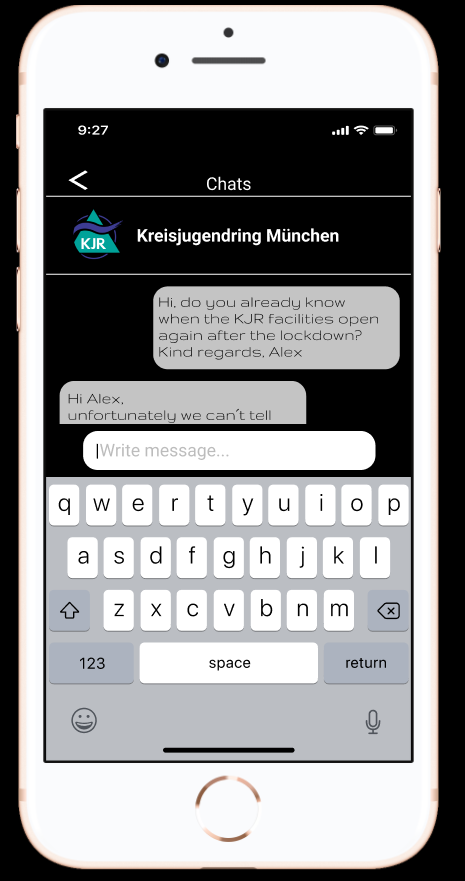 9:27
Chats
KJR
Kreisjugendring München
Hi, do you already know
when the KJR facilities open
again after the lockdown?
Kind regards, Alex
Hi Alex,
unfortunately we can´t tell
Write message...
q w e r t y u i o p
a s d f g h j k l
z x c v b n m
123 space return